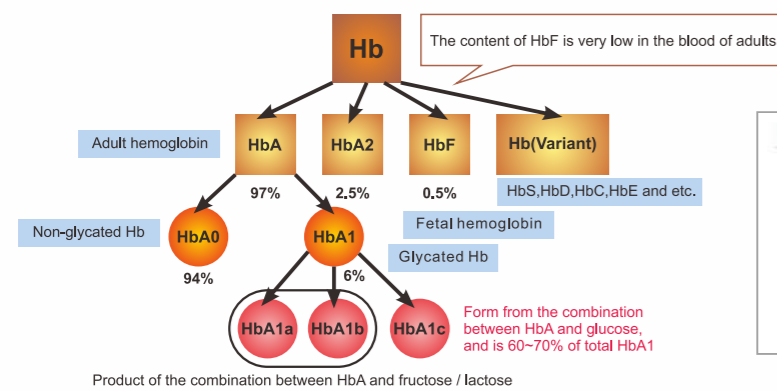 Hb
The content of HbF is very low in the blood of adults
Adult hemoglobin
HbA
HbA2
HbF
Hb(Variant)
97%
2.5%
0.5%
HbS,HbD,HbC,HbE and etc.
Non-glycated Hb
HbA0
HbA1
Fetal hemoglobin
Glycated Hb
94%
6%
HbA1a
HbA1b
HbA1c
Form from the combination
between HbA and glucose,
and is 60~70% of total HbA1
Product of the combination between HbA and fructose / lactose